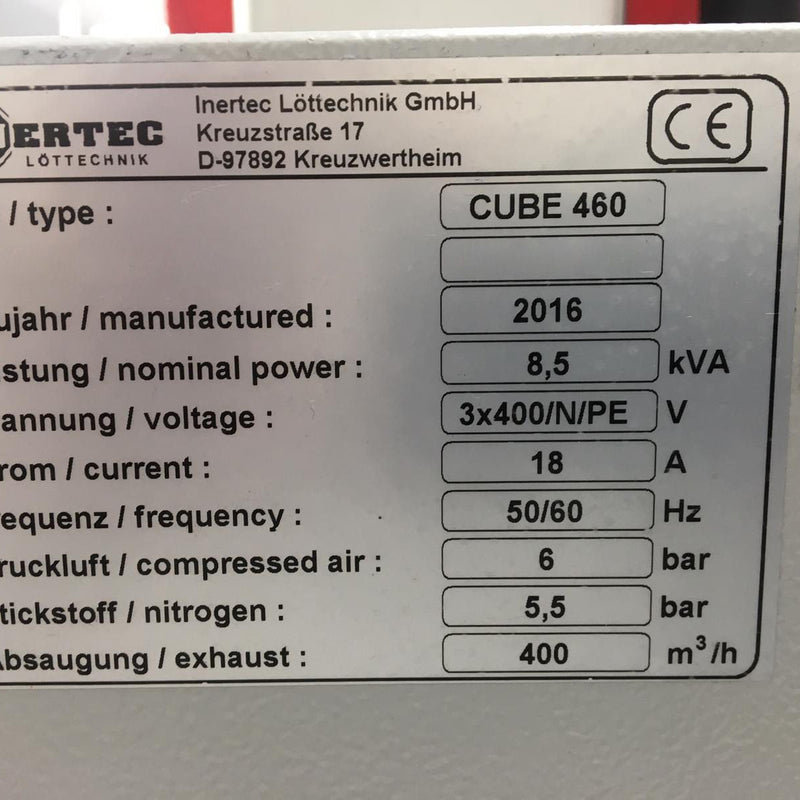 ERTEC
LÖTTECHNIK
Inertec Löttechnik GmbH
Kreuzstraße 17
D-97892 Kreuzwertheim
CE
/ type : CUBE 460
ujahr / manufactured : 2016
stung / nominal power : 8,5 kVA
annung / voltage : 3x400/N/PE V
rom / current : 18 A
equenz / frequency : 50/60 Hz
ruckluft / compressed air : 6 bar
tickstoff / nitrogen : 5,5 bar
Absaugung / exhaust : 400 m³/h